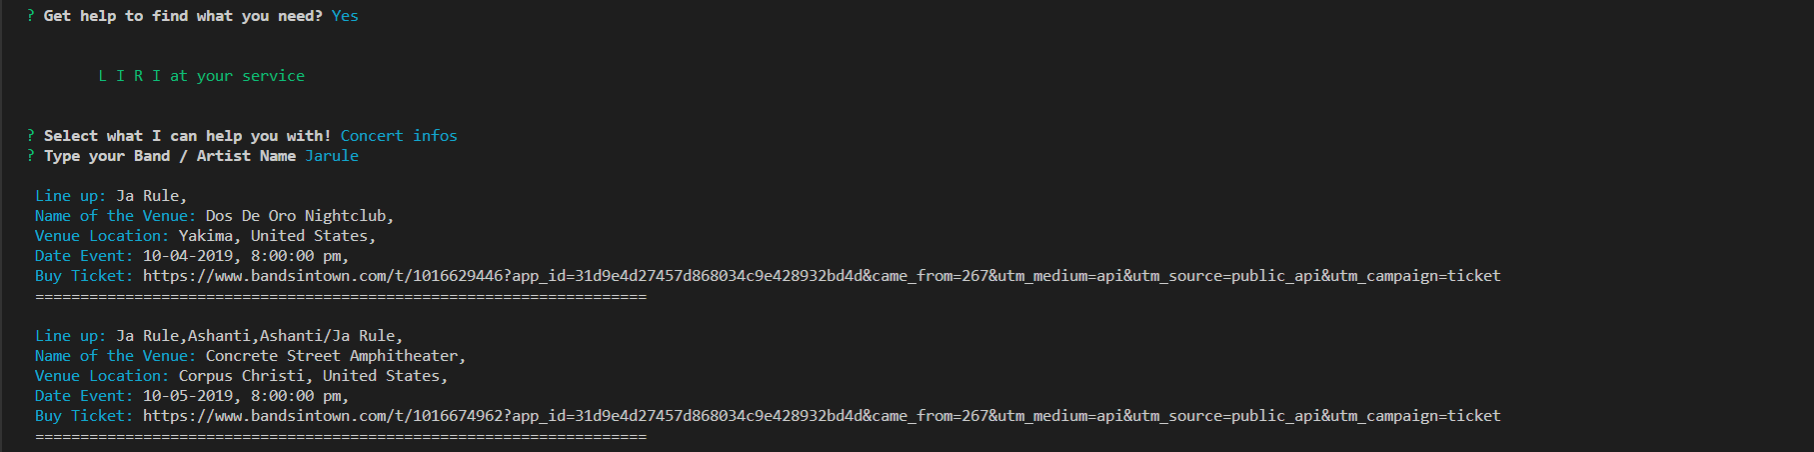 ? Get help to find what you need? Yes
L I R I at your service
? Select what I can help you with! Concert infos
? Type your Band / Artist Name Jarule
Line up: Ja Rule,
Name of the Venue: Dos De Oro Nightclub,
Venue Location: Yakima, United States,
Date Event: 10-04-2019, 8:00:00 pm,
Buy Ticket: https://www.bandsintown.com/t/1016629446?app_id=31d9e4d27457d868034c9e428932bd4d&came_from=267&utm_medium=api&utm_source=public_api&utm_campaign=ticket
====================================================================
Line up: Ja Rule,Ashanti,Ashanti/Ja Rule,
Name of the Venue: Concrete Street Amphitheater,
Venue Location: Corpus Christi, United States,
Date Event: 10-05-2019, 8:00:00 pm,
Buy Ticket: https://www.bandsintown.com/t/1016674962?app_id=31d9e4d27457d868034c9e428932bd4d&came_from=267&utm_medium=api&utm_source=public_api&utm_campaign=ticket
====================================================================